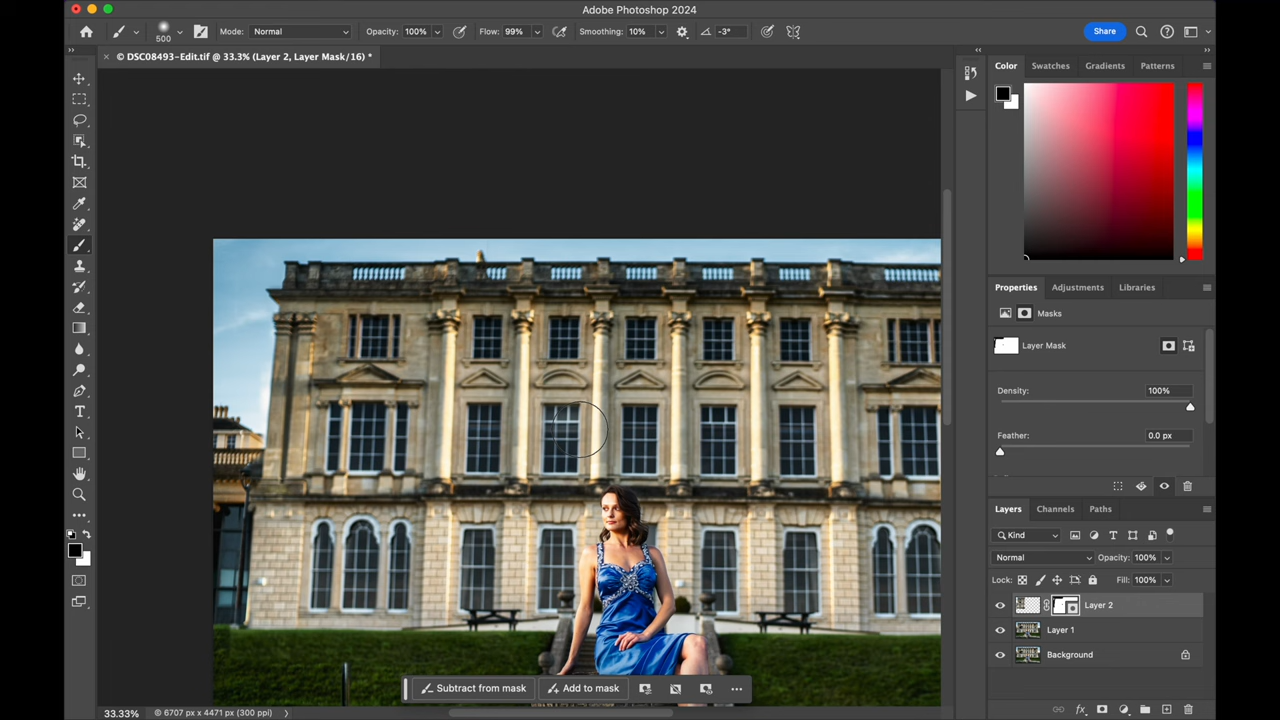 Adobe Photoshop 2024
500
Mode: Normal
Opacity: 100%
Flow: 99%
Smoothing: 10%
-3°
Share
© DSC08493-Edit.tif @ 33.3% (Layer 2, Layer Mask/16) *
Color
Swatches
Gradients
Patterns
Properties
Adjustments
Libraries
Masks
Layer Mask
Density:
100%
Feather:
0.0 px
Layers
Channels
Paths
Kind
Normal
Opacity: 100%
Lock:
Fill: 100%
Layer 2
Layer 1
Background
Subtract from mask
Add to mask
33.33%
6707 px x 4471 px (300 ppi)